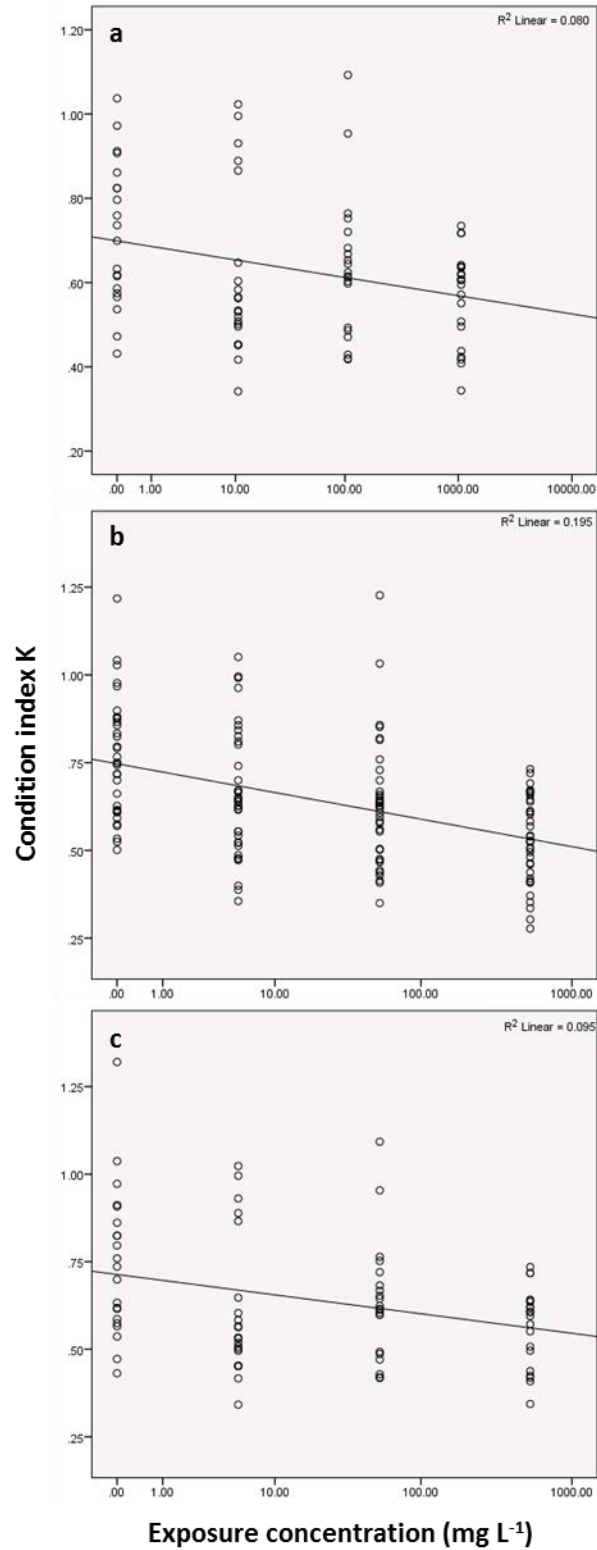 a
R² Linear = 0.080
1.20
1.00
.80
.60
.40
.20
.00 1.00 10.00 100.00 1000.00 10000.00
b
R² Linear = 0.195
1.25
1.00
.75
.50
.25
.00 1.00 10.00 100.00 1000.00
c
R² Linear = 0.095
1.25
1.00
.75
.50
.25
.00 1.00 10.00 100.00 1000.00
Condition index K
Exposure concentration (mg L⁻¹)